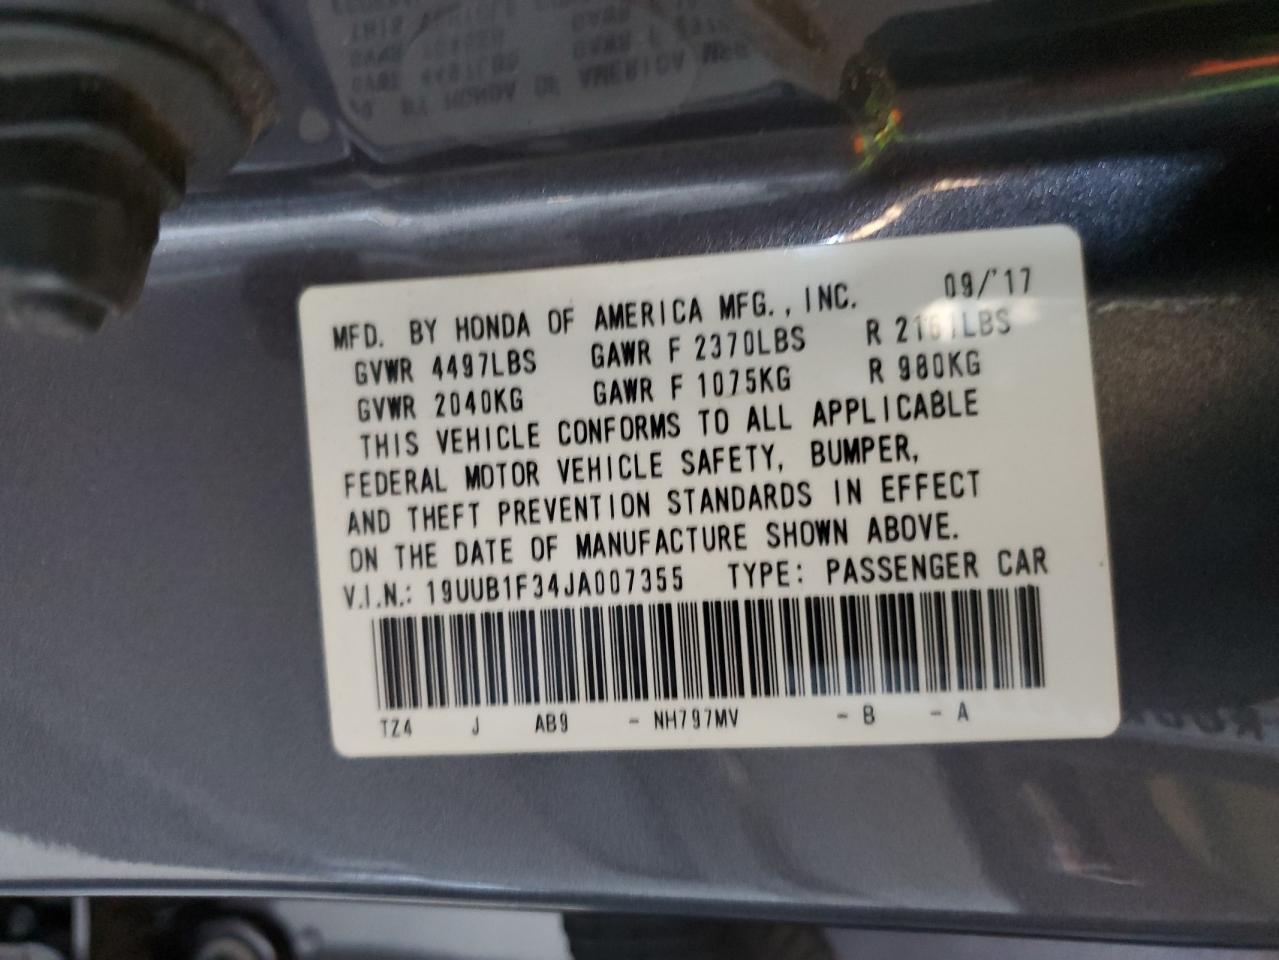 MFD. BY HONDA OF AMERICA MFG., INC. 09/'17
GVWR 4497LBS GAWR F 2370LBS R 2161LBS
GVWR 2040KG GAWR F 1075KG R 980KG
THIS VEHICLE CONFORMS TO ALL APPLICABLE
FEDERAL MOTOR VEHICLE SAFETY, BUMPER,
AND THEFT PREVENTION STANDARDS IN EFFECT
ON THE DATE OF MANUFACTURE SHOWN ABOVE.
V.I.N.: 19UUB1F34JA007355 TYPE: PASSENGER CAR
TZ4 J AB9 - NH797MV - B - A